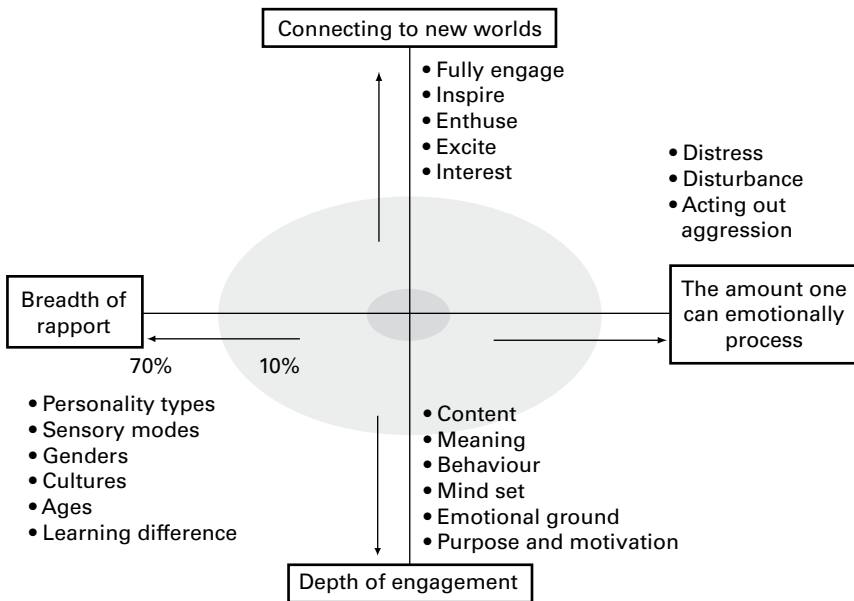 Connecting to new worlds
• Fully engage
• Inspire
• Enthuse
• Excite
• Interest
• Distress
• Disturbance
• Acting out
aggression
Breadth of
rapport
The amount one
can emotionally
process
70%
10%
• Personality types
• Sensory modes
• Genders
• Cultures
• Ages
• Learning difference
• Content
• Meaning
• Behaviour
• Mind set
• Emotional ground
• Purpose and motivation
Depth of engagement